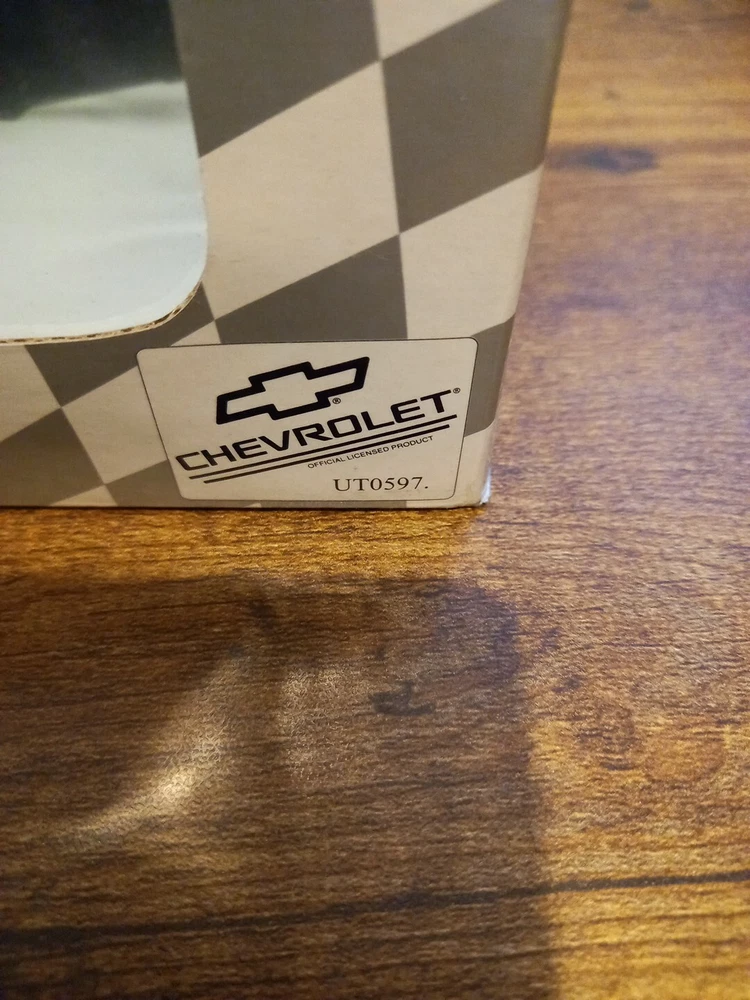 CHEVROLET®
OFFICIAL LICENSED PRODUCT
UT0597.